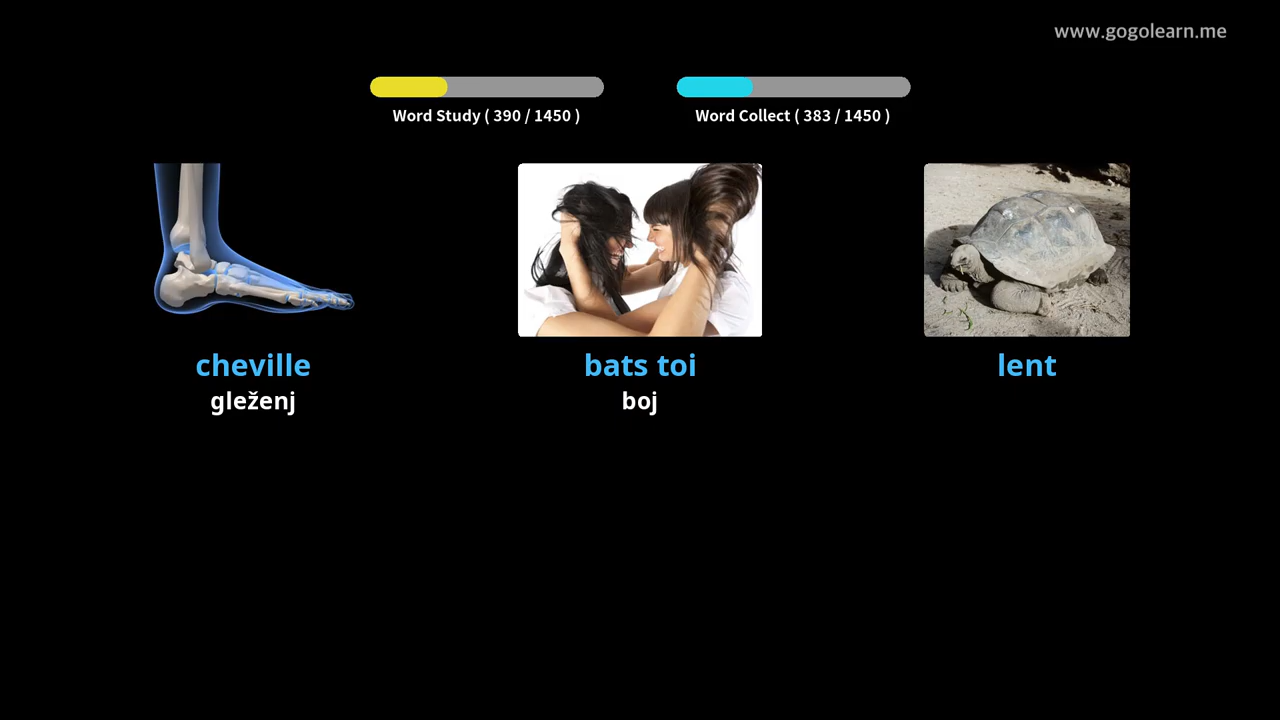 www.gogolearn.me
Word Study ( 390 / 1450 )
Word Collect ( 383 / 1450 )
cheville
gleženj
bats toi
boj
lent